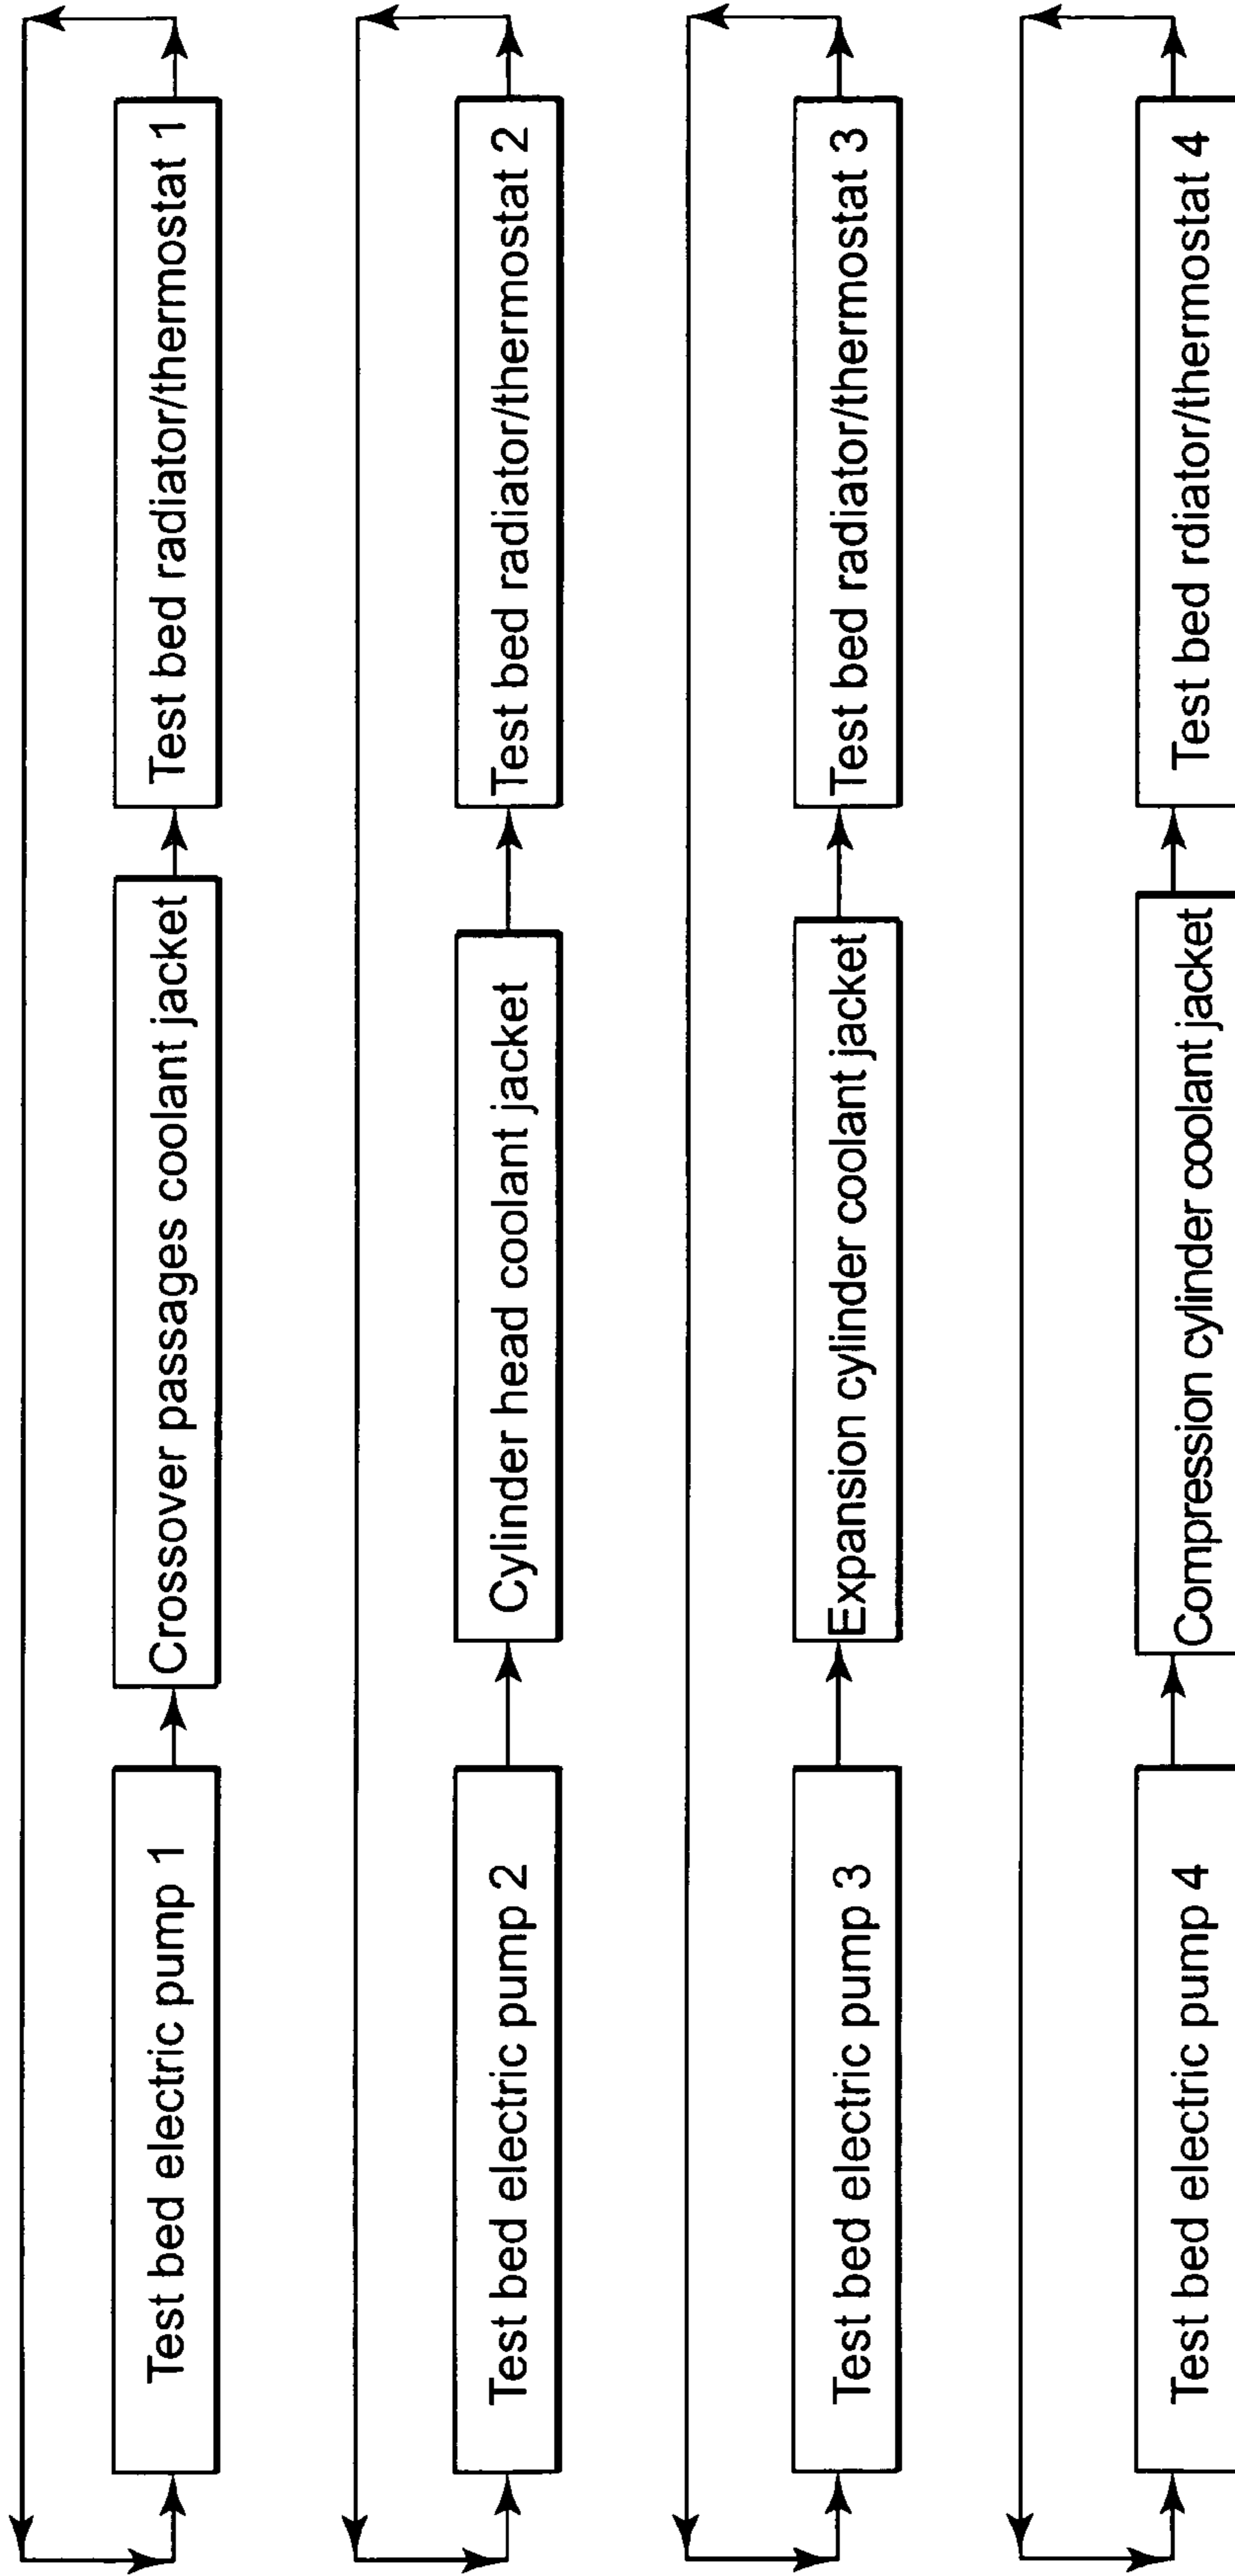 Test bed electric pump 1
Crossover passages coolant jacket
Test bed radiator/thermostat 1
Test bed electric pump 2
Cylinder head coolant jacket
Test bed radiator/thermostat 2
Test bed electric pump 3
Expansion cylinder coolant jacket
Test bed radiator/thermostat 3
Test bed electric pump 4
Compression cylinder coolant jacket
Test bed rdiator/thermostat 4